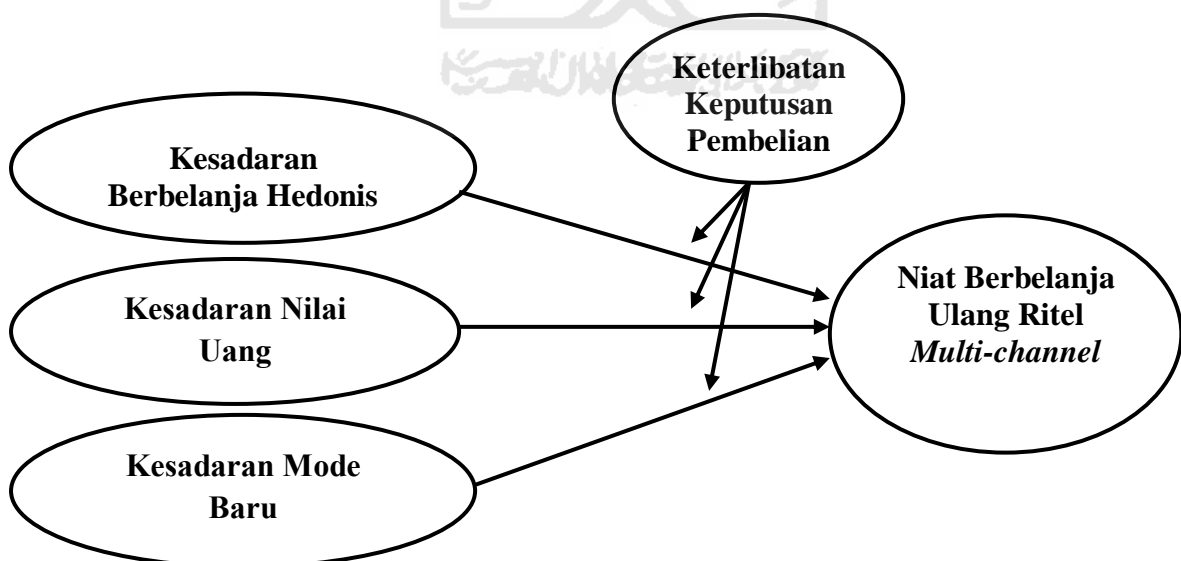 Keterlibatan
Keputusan
Pembelian
Kesadaran
Berbelanja Hedonis
Niat Berbelanja
Ulang Ritel
Multi-channel
Kesadaran Nilai
Uang
Kesadaran Mode
Baru